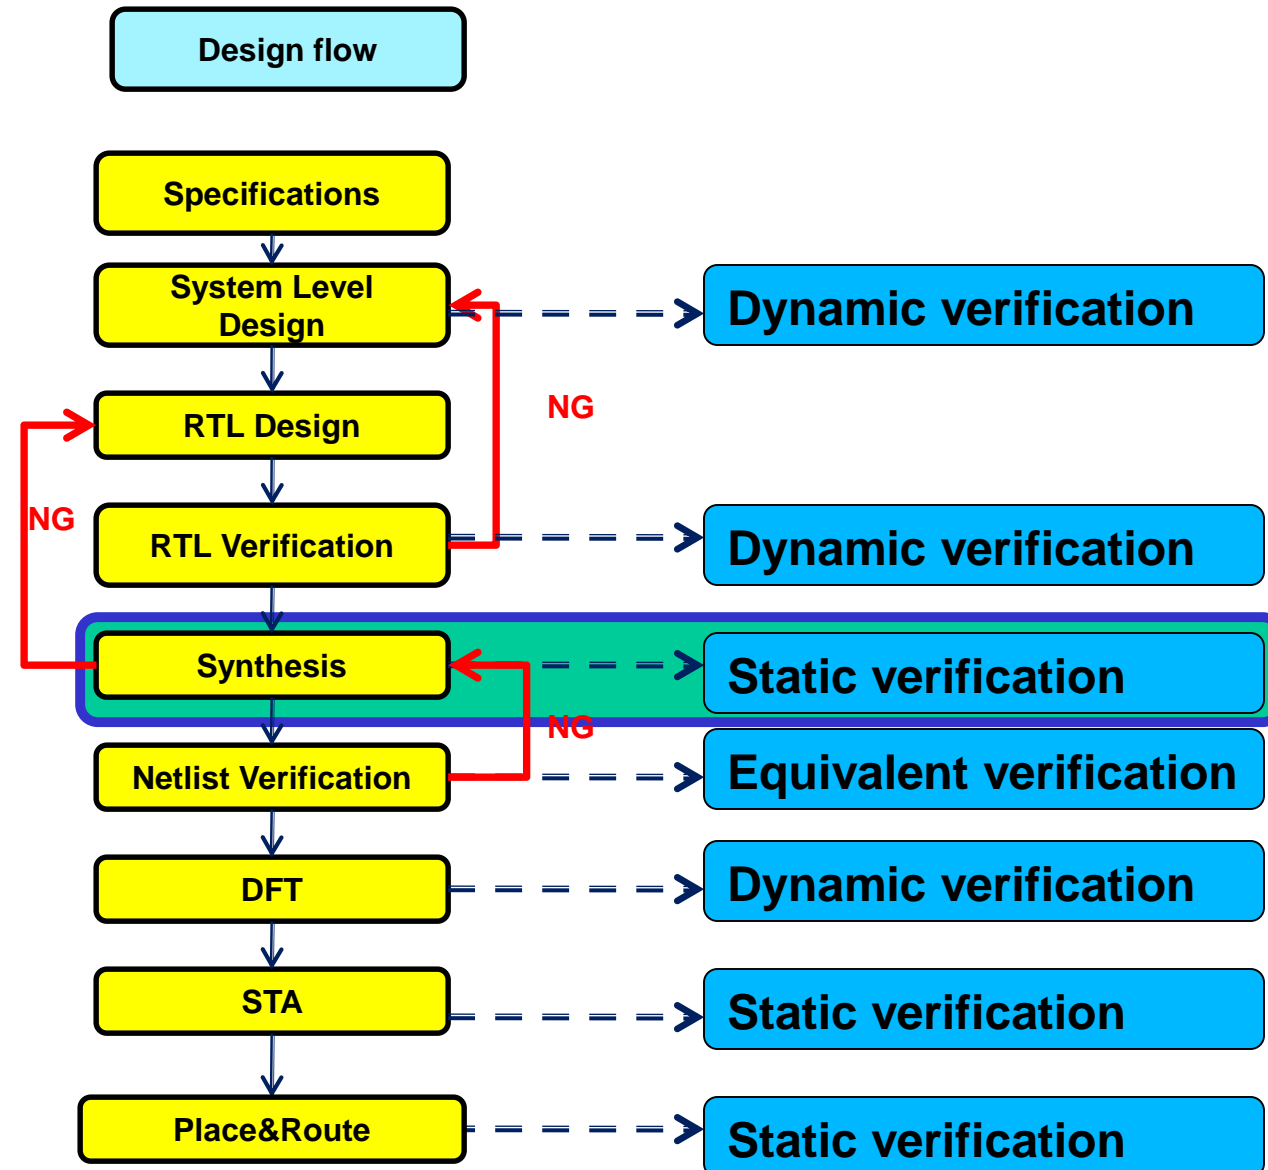 Design flow
Specifications
System Level
Design
Dynamic verification
NG
RTL Design
NG
RTL Verification
Dynamic verification
Synthesis
Static verification
NG
Netlist Verification
Equivalent verification
DFT
Dynamic verification
STA
Static verification
Place&Route
Static verification